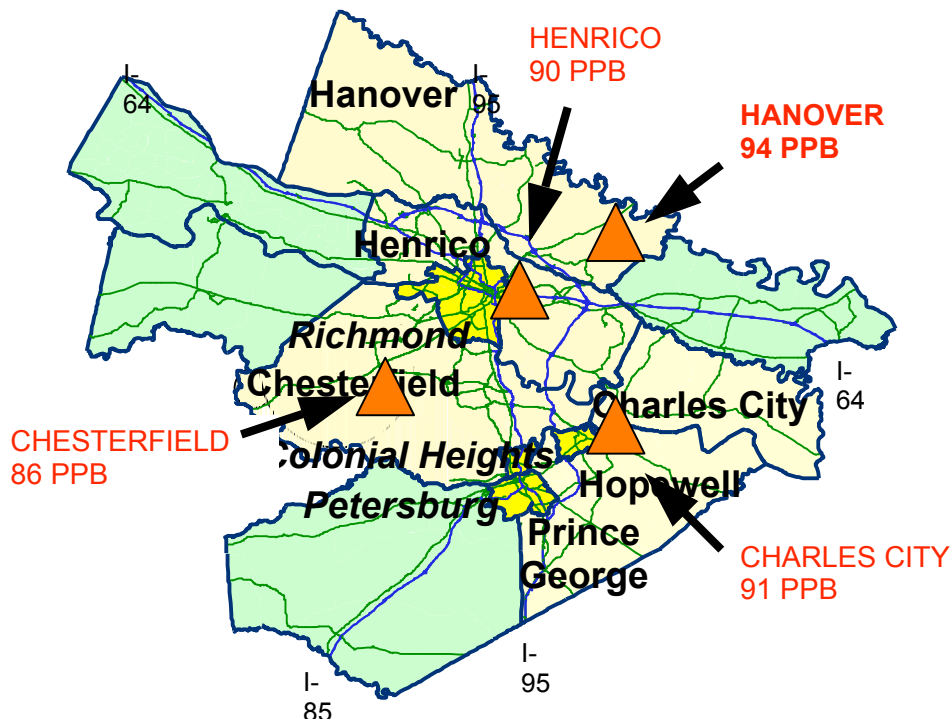 HENRICO
90 PPB
I-
64
I-
95
Hanover
HANOVER
94 PPB
Henrico
Richmond
Chesterfield
I-
64
Charles City
CHESTERFIELD
86 PPB
Colonial Heights
Hopewell
Petersburg
Prince
George
CHARLES CITY
91 PPB
I-
95
I-
85